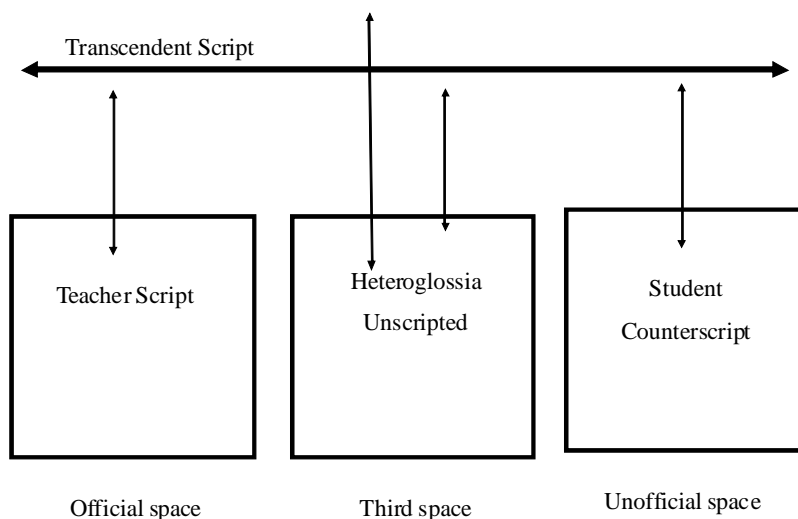 Transcendent Script
Teacher Script
Heteroglossia
Unscripted
Student
Counterscript
Official space
Third space
Unofficial space